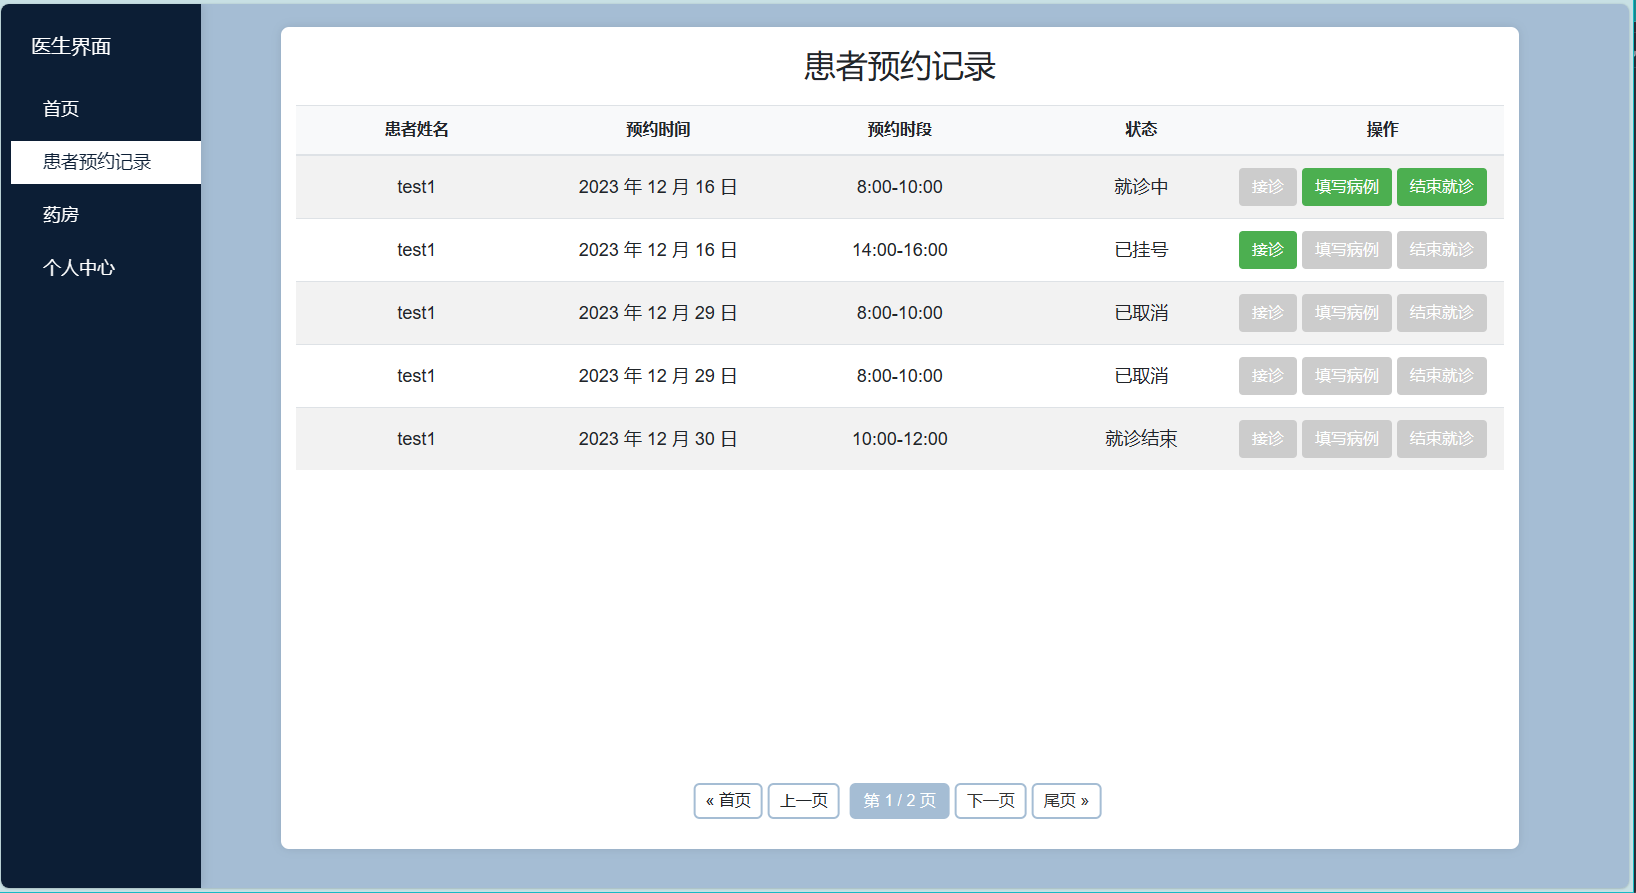 医生界面
首页
患者预约记录
药房
个人中心
患者预约记录
患者姓名 预约时间 预约时段 状态 操作
test1 2023 年 12 月 16 日 8:00-10:00 就诊中 接诊 填写病例 结束就诊
test1 2023 年 12 月 16 日 14:00-16:00 已挂号 接诊 填写病例 结束就诊
test1 2023 年 12 月 29 日 8:00-10:00 已取消 接诊 填写病例 结束就诊
test1 2023 年 12 月 29 日 8:00-10:00 已取消 接诊 填写病例 结束就诊
test1 2023 年 12 月 30 日 10:00-12:00 就诊结束 接诊 填写病例 结束就诊
« 首页 上一页 第 1 / 2 页 下一页 尾页 »